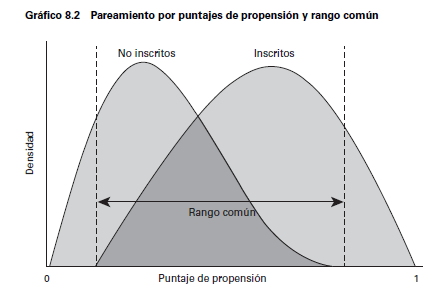 Gráfico 8.2 Pareamiento por puntajes de propensión y rango común
No inscritos
Inscritos
Densidad
Rango común
0
Puntaje de propensión
1